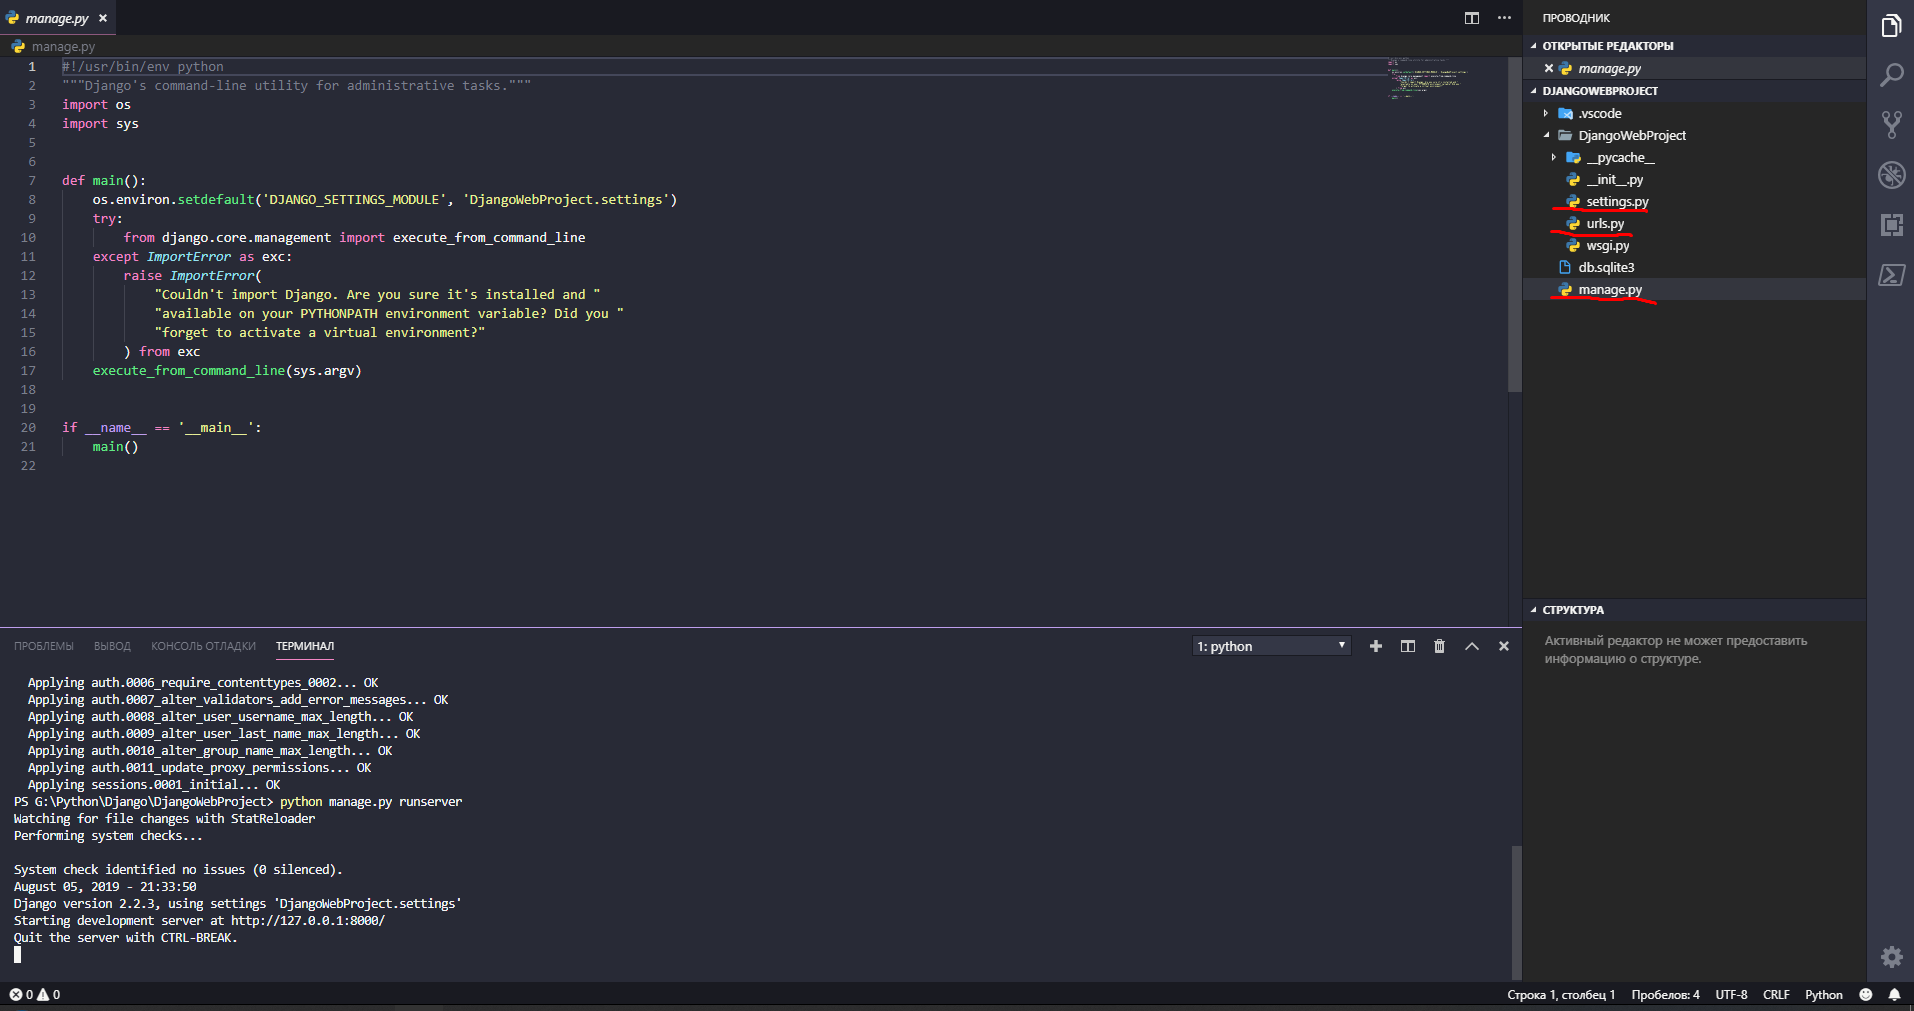 manage.py
manage.py
1 #!/usr/bin/env python
2 """Django's command-line utility for administrative tasks."""
3 import os
4 import sys
5
6
7 def main():
8 os.environ.setdefault('DJANGO_SETTINGS_MODULE', 'DjangoWebProject.settings')
9 try:
10 from django.core.management import execute_from_command_line
11 except ImportError as exc:
12 raise ImportError(
13 "Couldn't import Django. Are you sure it's installed and "
14 "available on your PYTHONPATH environment variable? Did you "
15 "forget to activate a virtual environment?"
16 ) from exc
17 execute_from_command_line(sys.argv)
18
19
20 if __name__ == '__main__':
21 main()
22
ПРОБЛЕМЫ ВЫВОД КОНСОЛЬ ОТЛАДКИ ТЕРМИНАЛ 1: python
Applying auth.0006_require_contenttypes_0002... OK
Applying auth.0007_alter_validators_add_error_messages... OK
Applying auth.0008_alter_user_username_max_length... OK
Applying auth.0009_alter_user_last_name_max_length... OK
Applying auth.0010_alter_group_name_max_length... OK
Applying auth.0011_update_proxy_permissions... OK
Applying sessions.0001_initial... OK
PS G:\Python\Django\DjangoWebProject> python manage.py runserver
Watching for file changes with StatReloader
Performing system checks...
System check identified no issues (0 silenced).
August 05, 2019 - 21:33:50
Django version 2.2.3, using settings 'DjangoWebProject.settings'
Starting development server at http://127.0.0.1:8000/
Quit the server with CTRL-BREAK.
ПРОВОДНИК
ОТКРЫТЫЕ РЕДАКТОРЫ
manage.py
DJANGOWEBPROJECT
.vscode
DjangoWebProject
__pycache__
__init__.py
settings.py
urls.py
wsgi.py
db.sqlite3
manage.py
СТРУКТУРА
Активный редактор не может предоставить
информацию о структуре.
0 0 Строка 1, столбец 1 Пробелов: 4 UTF-8 CRLF Python